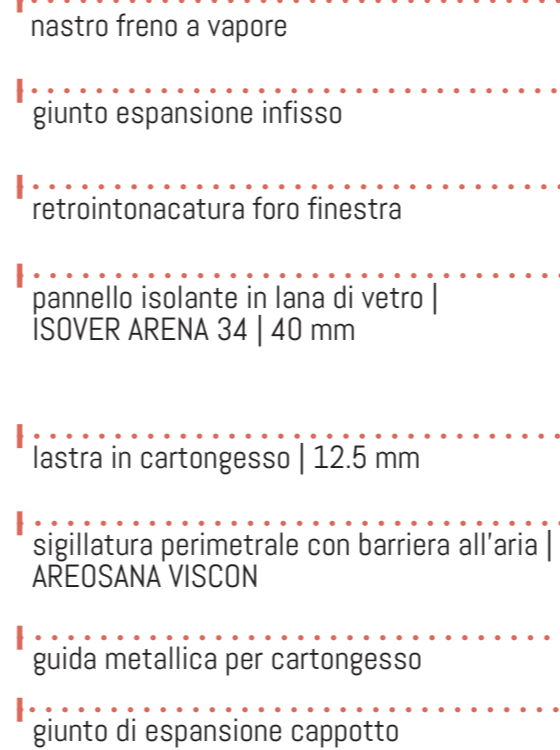 nastro freno a vapore
giunto espansione infisso
retrointonacatura foro finestra
pannello isolante in lana di vetro |
ISOVER ARENA 34 | 40 mm
lastra in cartongesso | 12.5 mm
sigillatura perimetrale con barriera all'aria |
AREOSANA VISCON
guida metallica per cartongesso
giunto di espansione cappotto